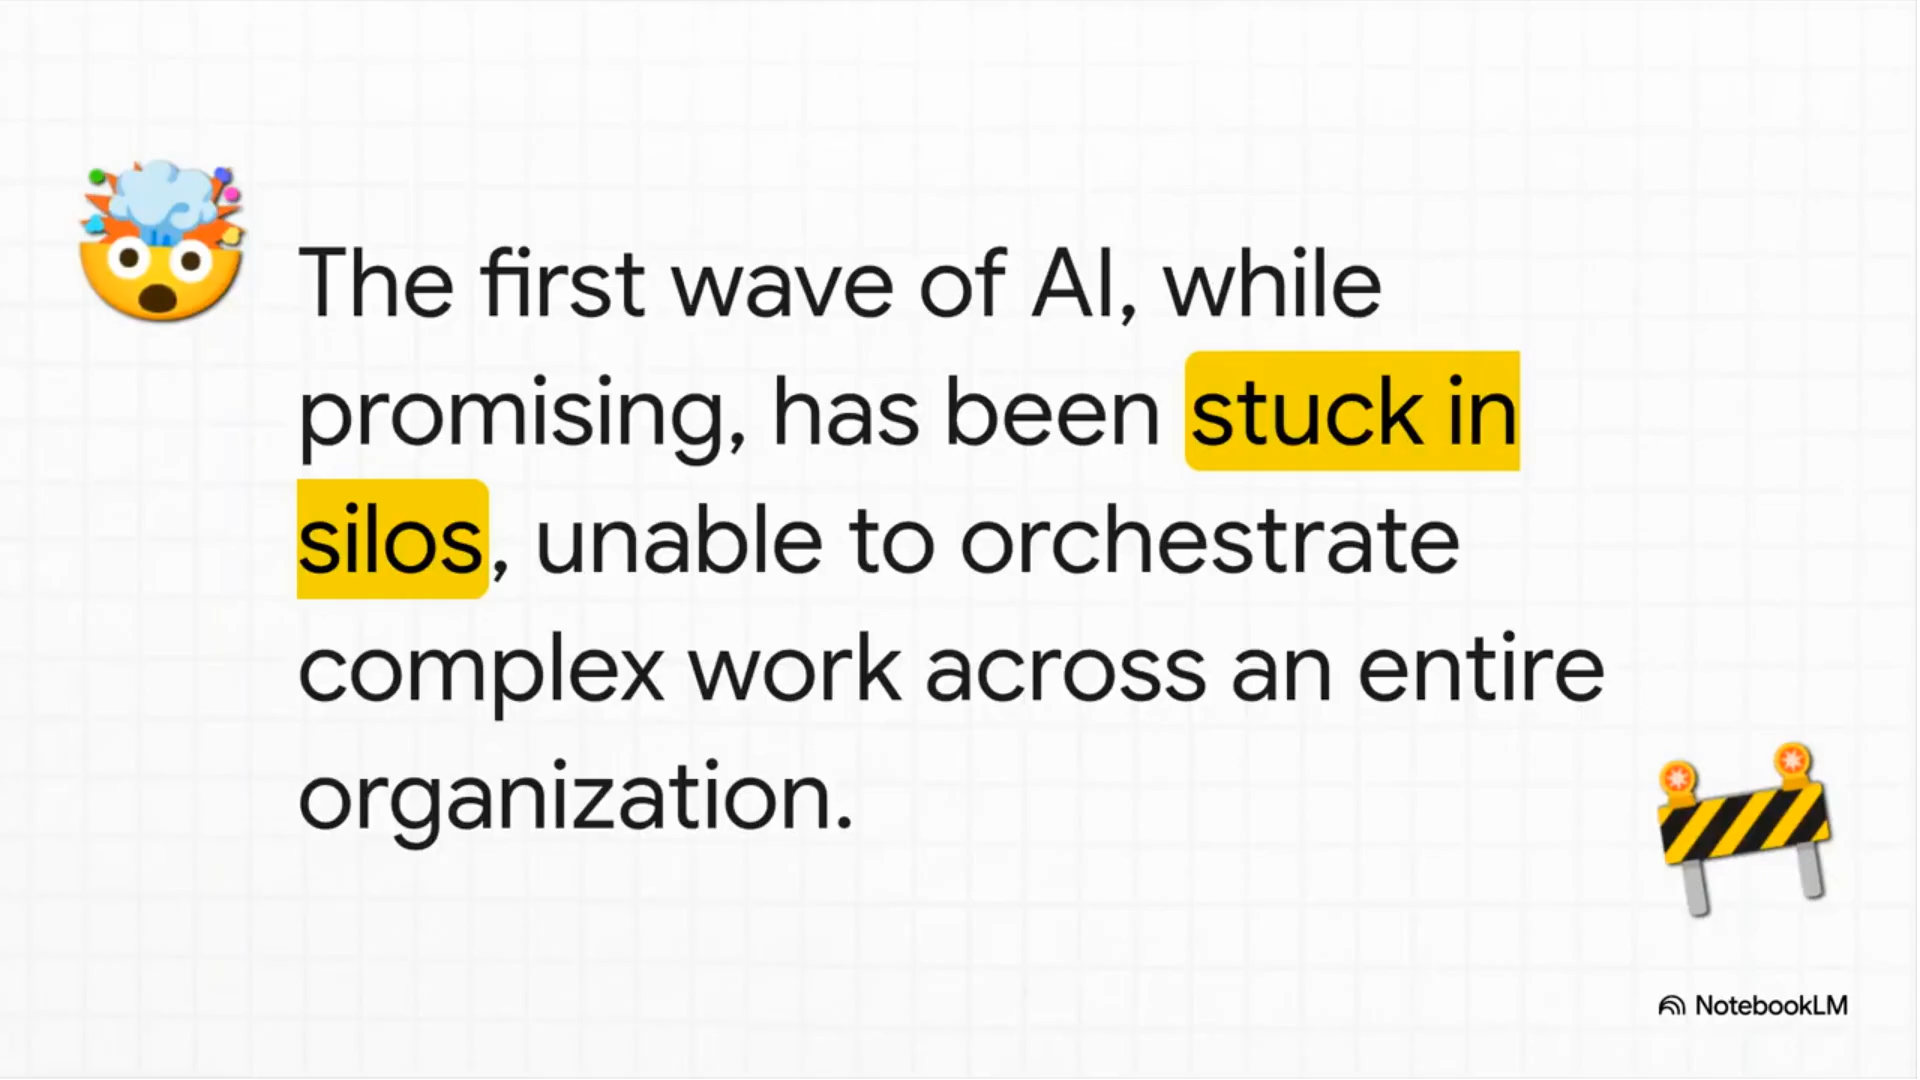 The first wave of AI, while
promising, has been stuck in
silos, unable to orchestrate
complex work across an entire
organization.
NotebookLM